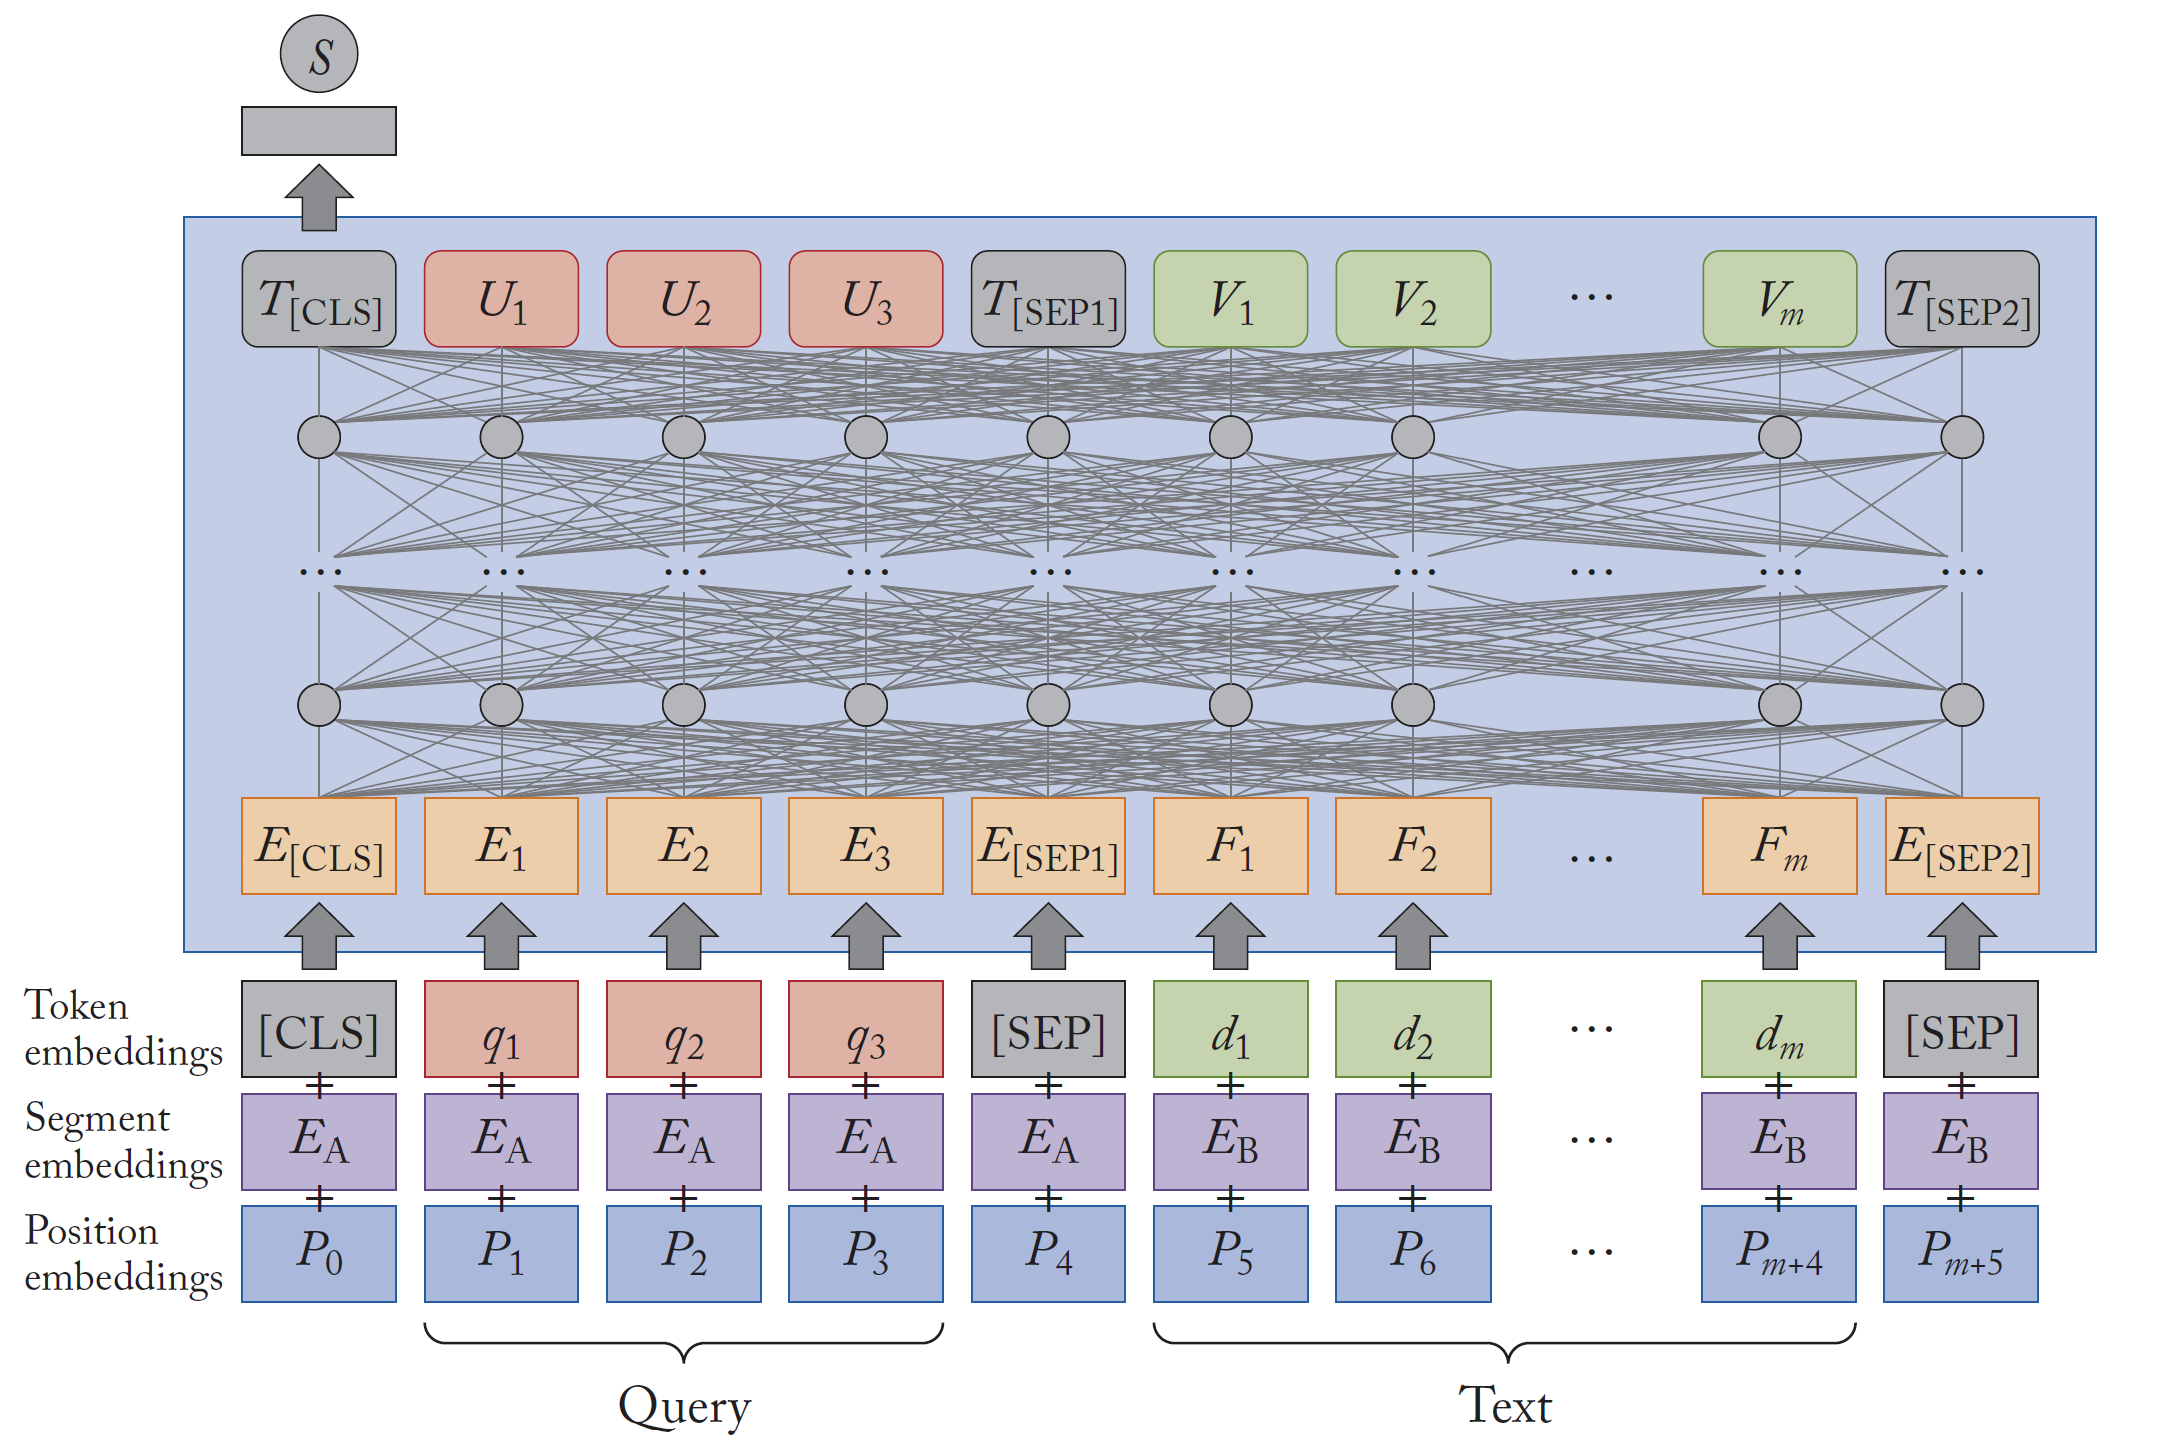 S
T[CLS] U1 U2 U3 T[SEP1] V1 V2 ... Vm T[SEP2]
... ... ... ... ... ... ... ... ... ...
E[CLS] E1 E2 E3 E[SEP1] F1 F2 ... Fm E[SEP2]
Token
embeddings
[CLS] q1 q2 q3 [SEP] d1 d2 ... dm [SEP]
+ + + + + + + + +
Segment
embeddings
EA EA EA EA EA EB EB ... EB EB
+ + + + + + + + +
Position
embeddings
P0 P1 P2 P3 P4 P5 P6 ... Pm+4 Pm+5
Query Text